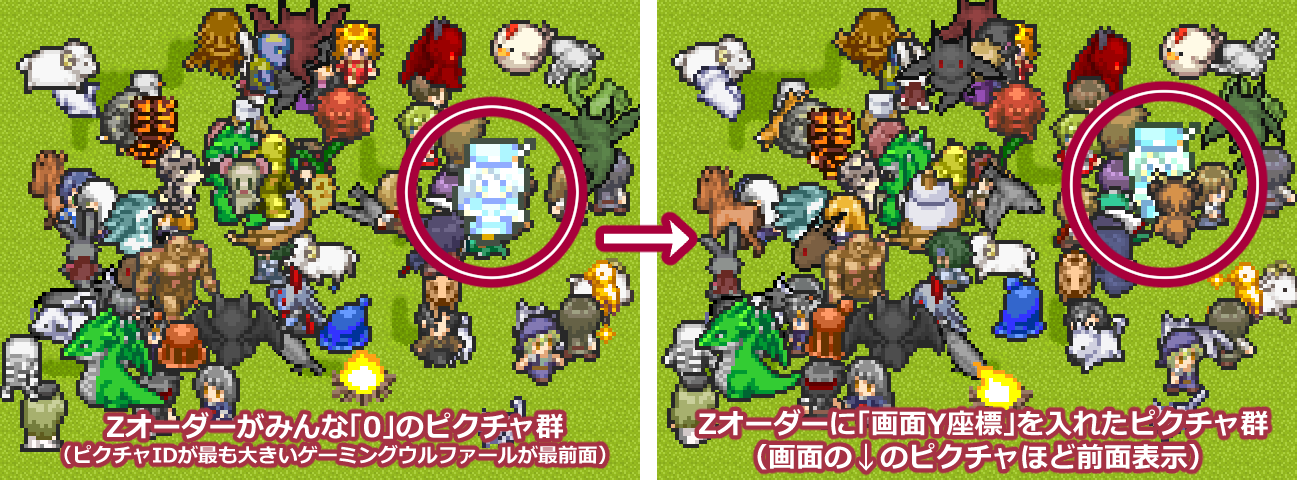 Zオーダーがみんな「0」のピクチャ群
（ピクチャIDが最も大きいゲーミングウルファールが最前面）
Zオーダーに「画面Y座標」を入れたピクチャ群
（画面の↓のピクチャほど前面表示）